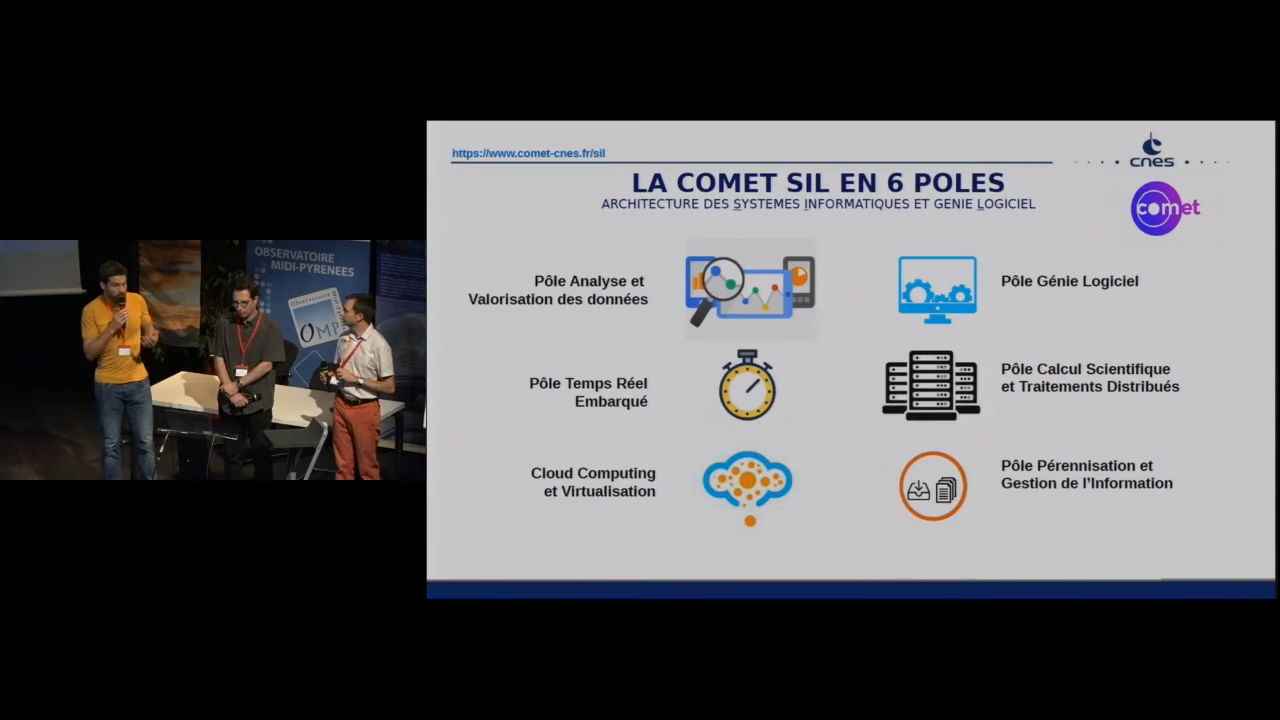 OBSERVATOIRE
MIDI-PYRENEES
OMP
https://www.comet-cnes.fr/sil
cnes
comet
LA COMET SIL EN 6 POLES
ARCHITECTURE DES SYSTEMES INFORMATIQUES ET GENIE LOGICIEL
Pôle Analyse et
Valorisation des données
Pôle Génie Logiciel
Pôle Temps Réel
Embarqué
Pôle Calcul Scientifique
et Traitements Distribués
Cloud Computing
et Virtualisation
Pôle Pérennisation et
Gestion de l'Information